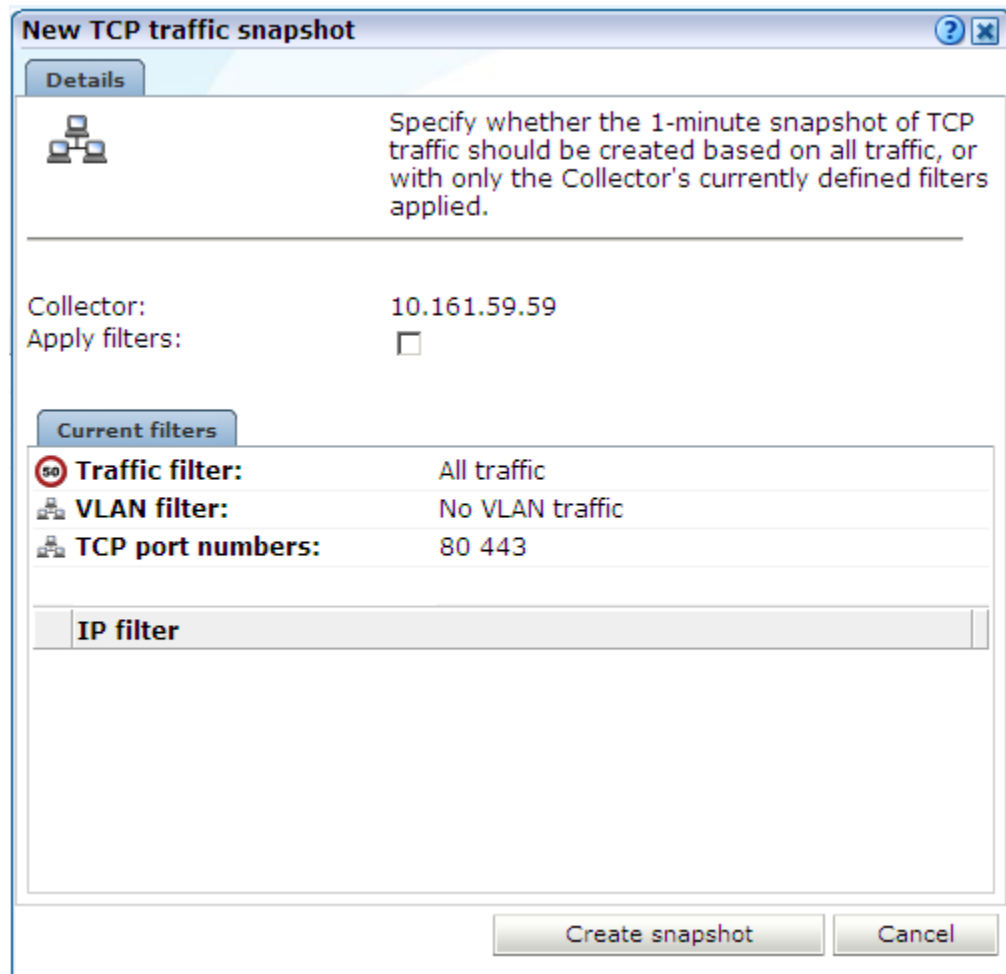 New TCP traffic snapshot
Details
Specify whether the 1-minute snapshot of TCP
traffic should be created based on all traffic, or
with only the Collector's currently defined filters
applied.
Collector: 10.161.59.59
Apply filters:
Current filters
50 Traffic filter: All traffic
VLAN filter: No VLAN traffic
TCP port numbers: 80 443
IP filter
Create snapshot Cancel